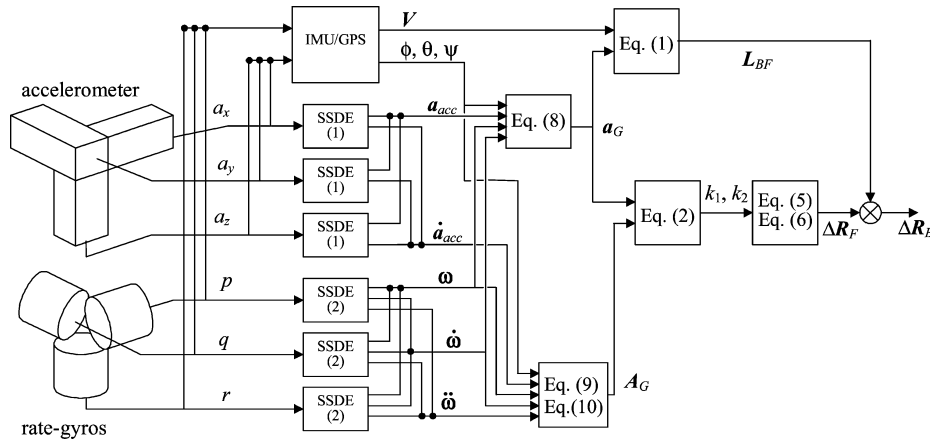 IMU/GPS
V
ϕ, θ, ψ
Eq. (1)
L_BF
accelerometer
a_x
SSDE
(1)
a_acc
Eq. (8)
a_G
a_y
SSDE
(1)
a_z
SSDE
(1)
ȧ_acc
Eq. (2)
k_1, k_2
Eq. (5)
Eq. (6)
ΔR_F
p
SSDE
(2)
ω
q
SSDE
(2)
ω̇
r
SSDE
(2)
ω̈
Eq. (9)
Eq.(10)
A_G
rate-gyros